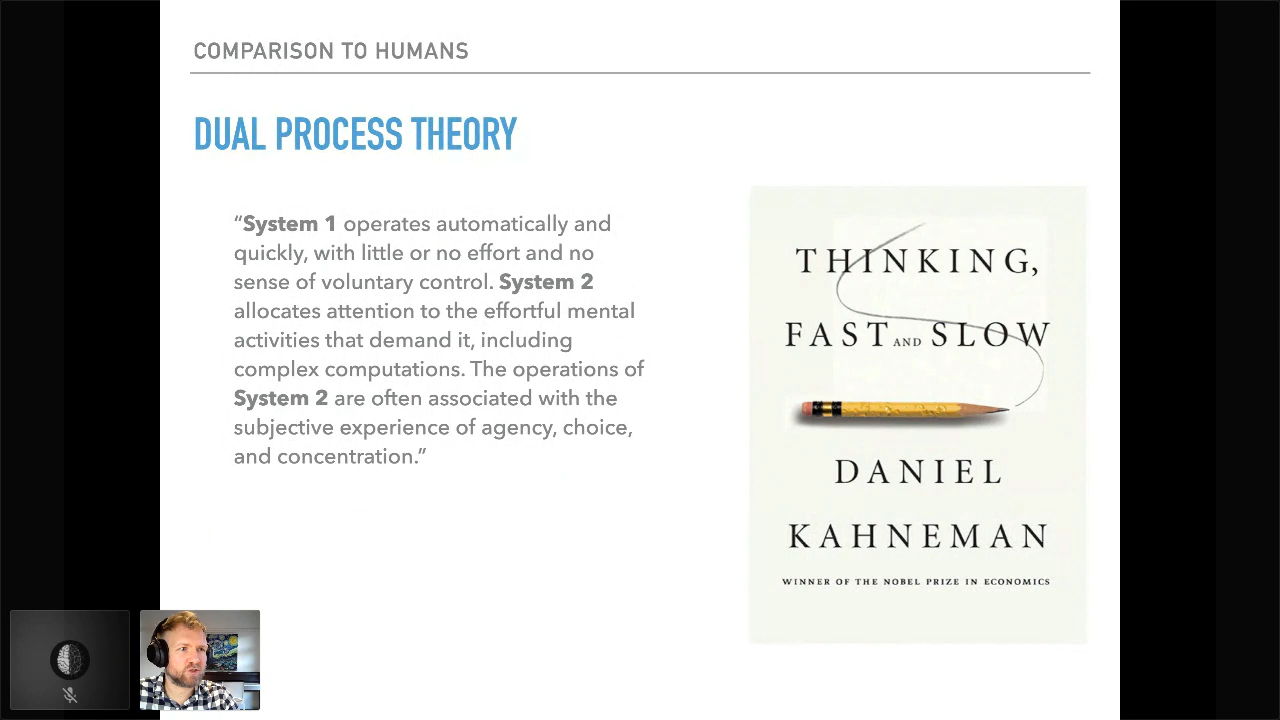 COMPARISON TO HUMANS
DUAL PROCESS THEORY
“System 1 operates automatically and
quickly, with little or no effort and no
sense of voluntary control. System 2
allocates attention to the effortful mental
activities that demand it, including
complex computations. The operations of
System 2 are often associated with the
subjective experience of agency, choice,
and concentration.”
THINKING,
FAST AND SLOW
DANIEL
KAHNEMAN
WINNER OF THE NOBEL PRIZE IN ECONOMICS